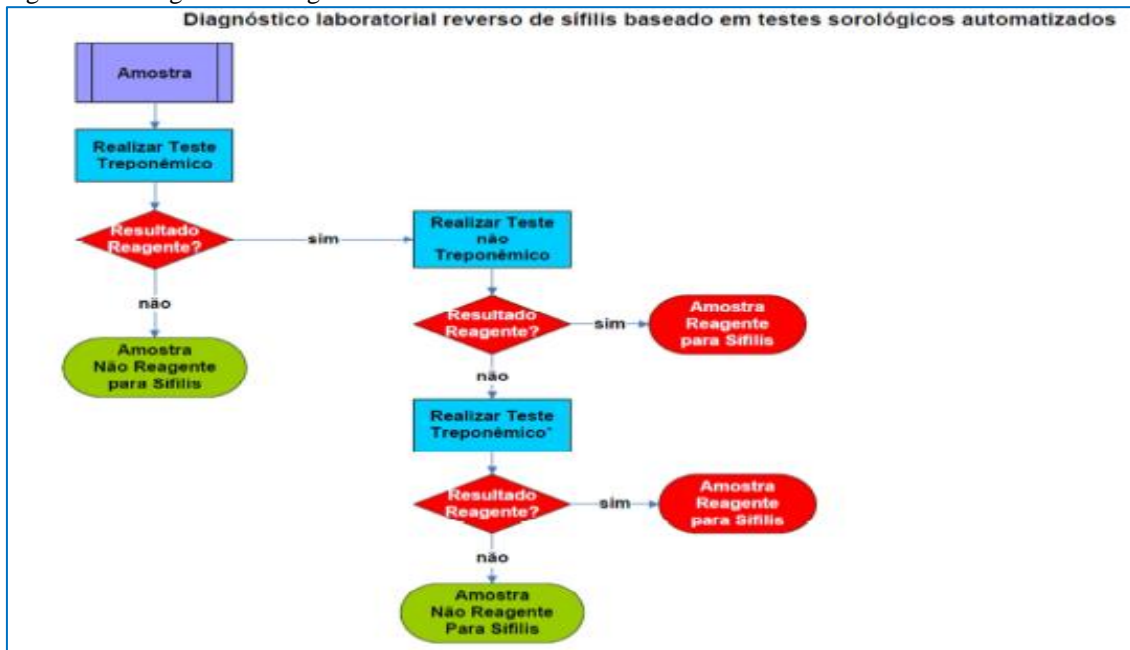 Diagnóstico laboratorial reverso de sífilis baseado em testes sorológicos automatizados
Amostra
Realizar Teste
Treponêmico
Resultado
Reagente?
sim
não
Amostra
Não Reagente
para Sífilis
Realizar Teste
não
Treponêmico
Resultado
Reagente?
sim
Amostra
Reagente
para Sífilis
não
Realizar Teste
Treponêmico*
Resultado
Reagente?
sim
Amostra
Reagente
para Sífilis
não
Amostra
Não Reagente
Para Sífilis